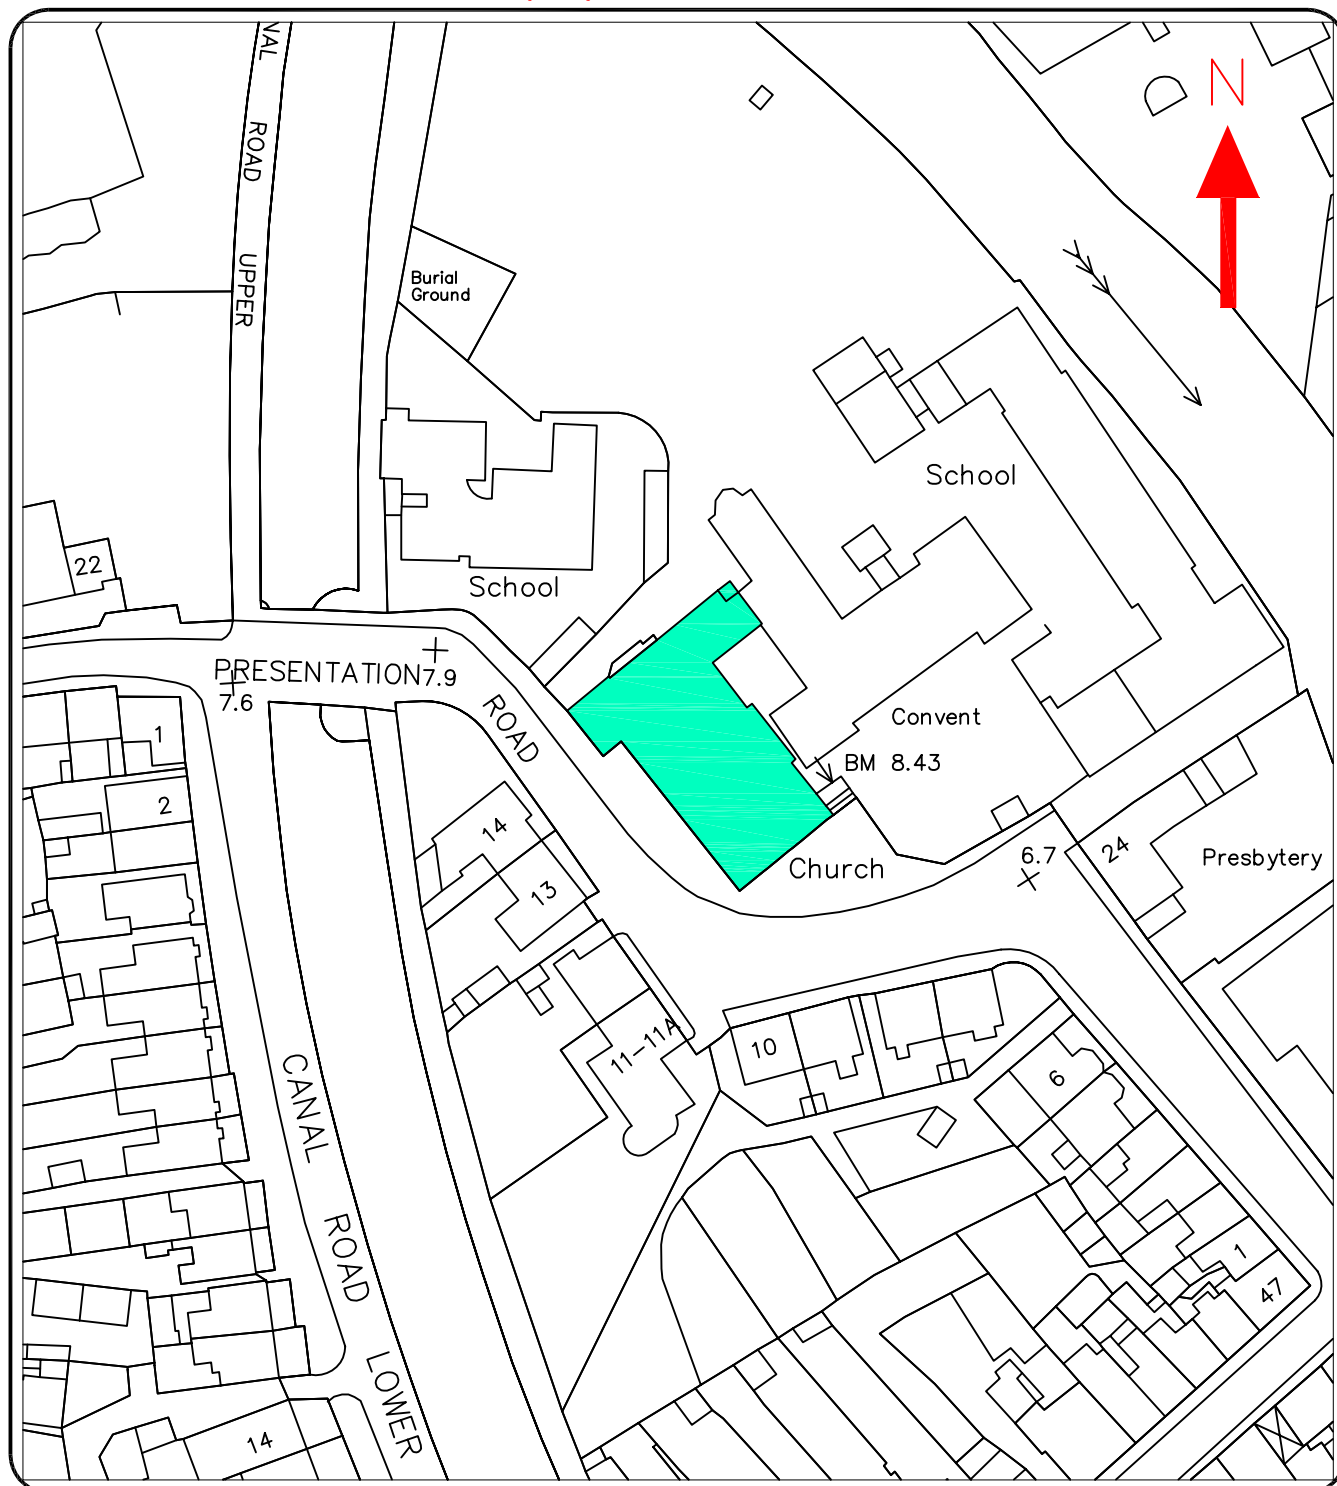 VAL ROAD UPPER
N
Burial
Ground
School
22
School
PRESENTATION
7.9
7.6
ROAD
Convent
BM 8.43
1
2
14
13
Church
6.7
24
Presbytery
11-11A
10
6
CANAL ROAD LOWER
1
47
14